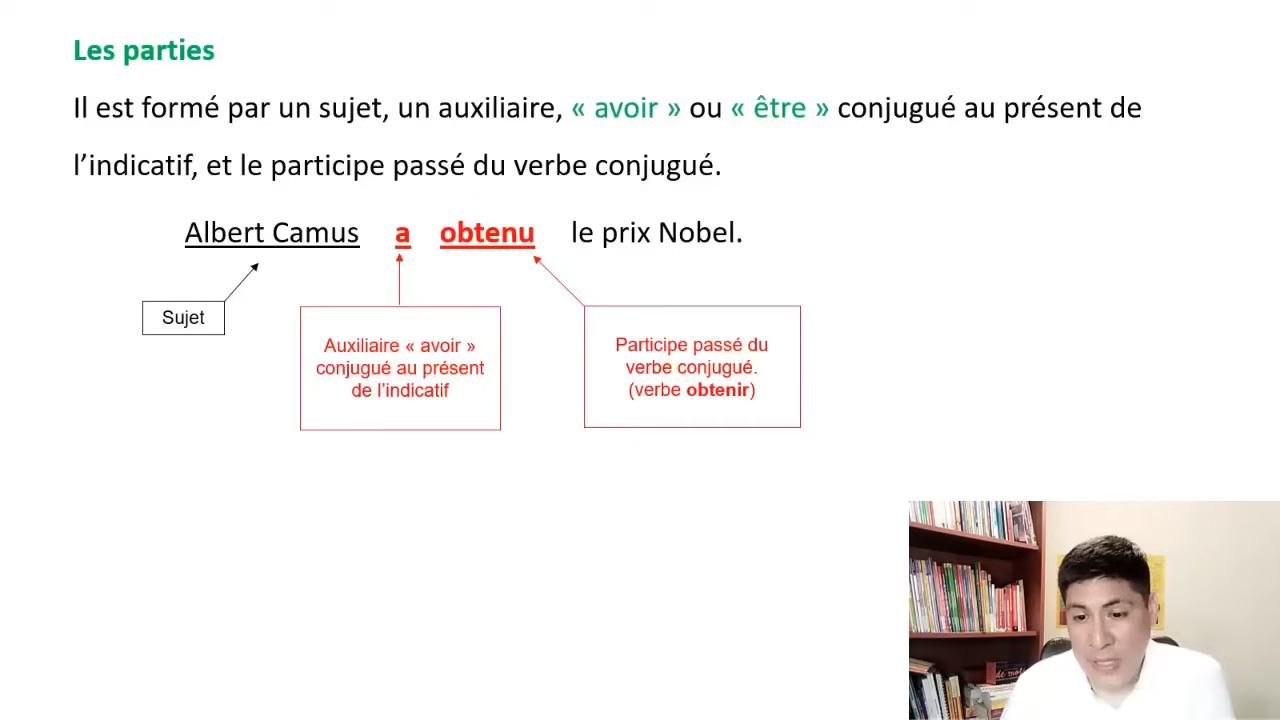 Les parties
Il est formé par un sujet, un auxiliaire, « avoir » ou « être » conjugué au présent de
l’indicatif, et le participe passé du verbe conjugué.
Albert Camus a obtenu le prix Nobel.
Sujet
Auxiliaire « avoir »
conjugué au présent
de l’indicatif
Participe passé du
verbe conjugué.
(verbe obtenir)